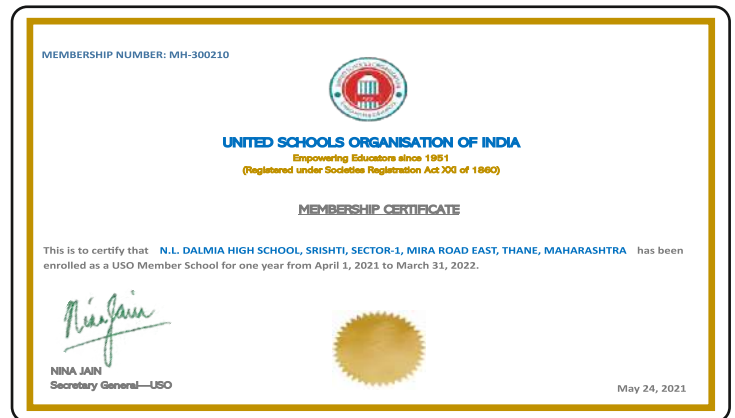 MEMBERSHIP NUMBER: MH-300210
UNITED SCHOOLS ORGANISATION OF INDIA
Empowering Educators since 1951
(Registered under Societies Registration Act XXI of 1860)
MEMBERSHIP CERTIFICATE
This is to certify that N.L. DALMIA HIGH SCHOOL, SRISHTI, SECTOR-1, MIRA ROAD EAST, THANE, MAHARASHTRA has been
enrolled as a USO Member School for one year from April 1, 2021 to March 31, 2022.
Nina Jain
NINA JAIN
Secretary General—USO
May 24, 2021